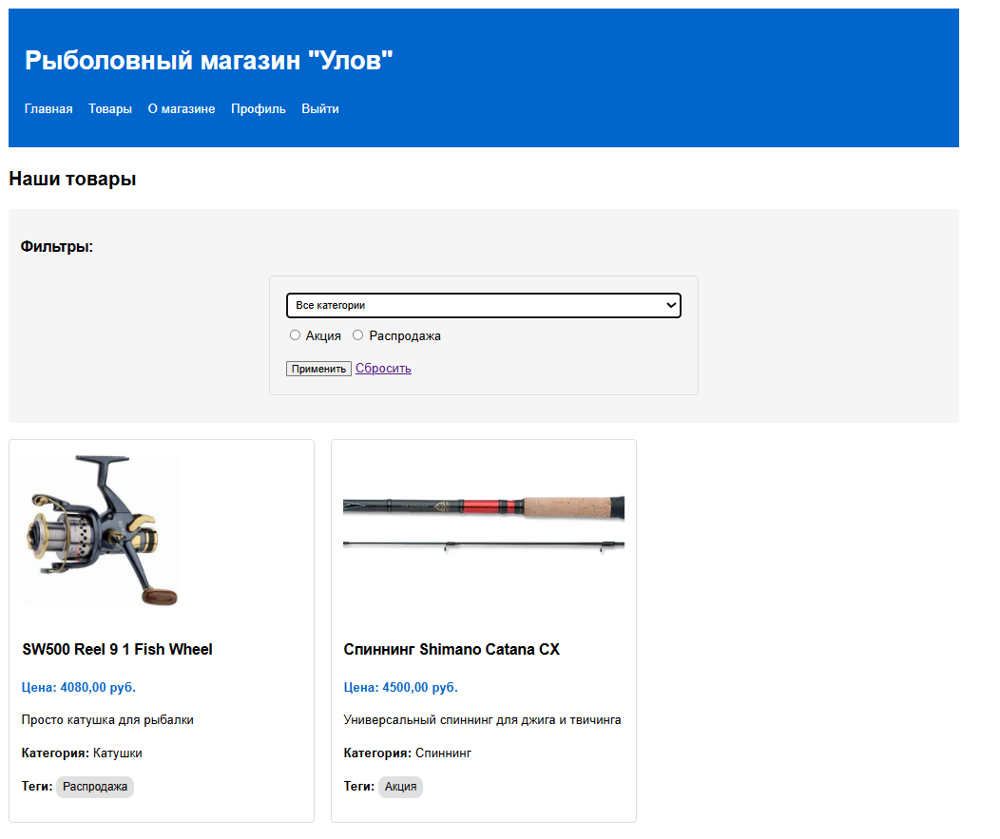 Рыболовный магазин "Улов"
Главная Товары О магазине Профиль Выйти
Наши товары
Фильтры:
Все категории
Акция Распродажа
Применить Сбросить
SW500 Reel 9 1 Fish Wheel
Цена: 4080,00 руб.
Просто катушка для рыбалки
Категория: Катушки
Теги: Распродажа
Спиннинг Shimano Catana CX
Цена: 4500,00 руб.
Универсальный спиннинг для джига и твичинга
Категория: Спиннинг
Теги: Акция